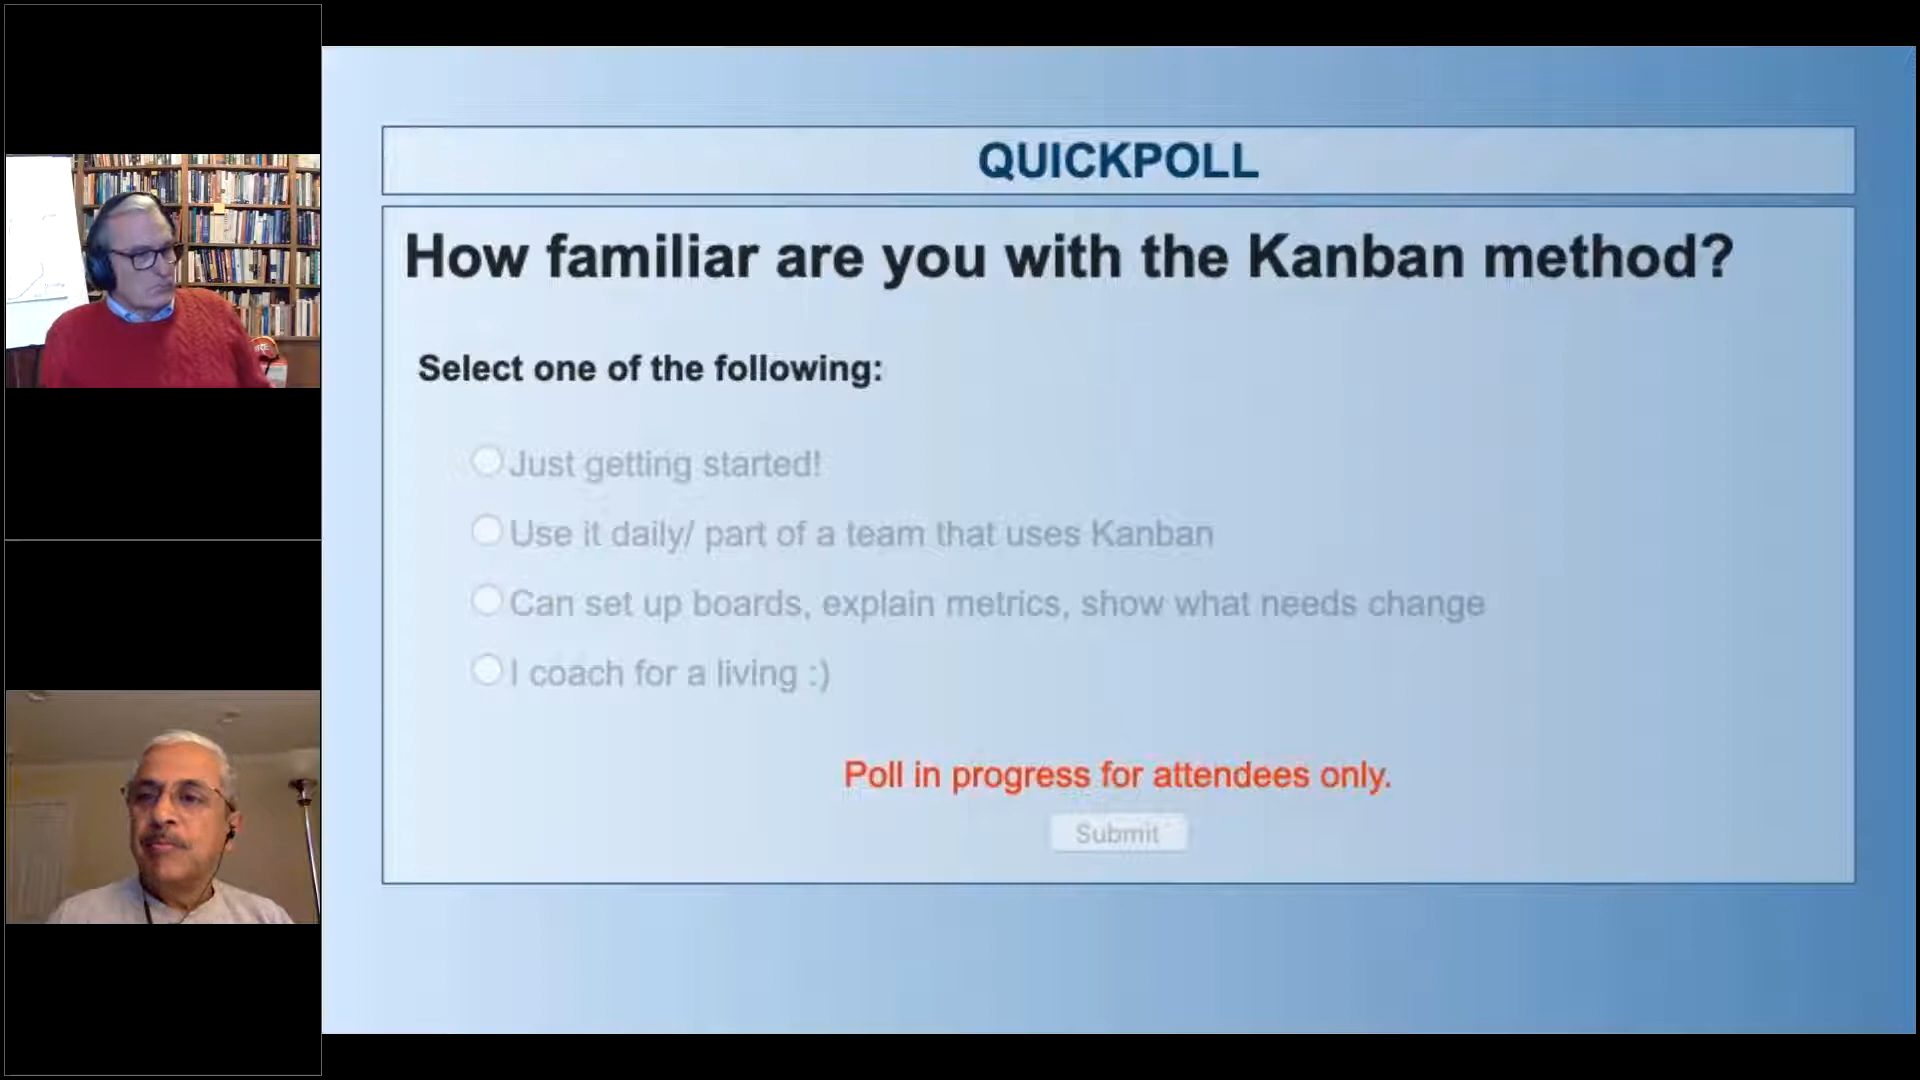 QUICKPOLL
How familiar are you with the Kanban method?
Select one of the following:
Just getting started!
Use it daily/ part of a team that uses Kanban
Can set up boards, explain metrics, show what needs change
I coach for a living :)
Poll in progress for attendees only.
Submit